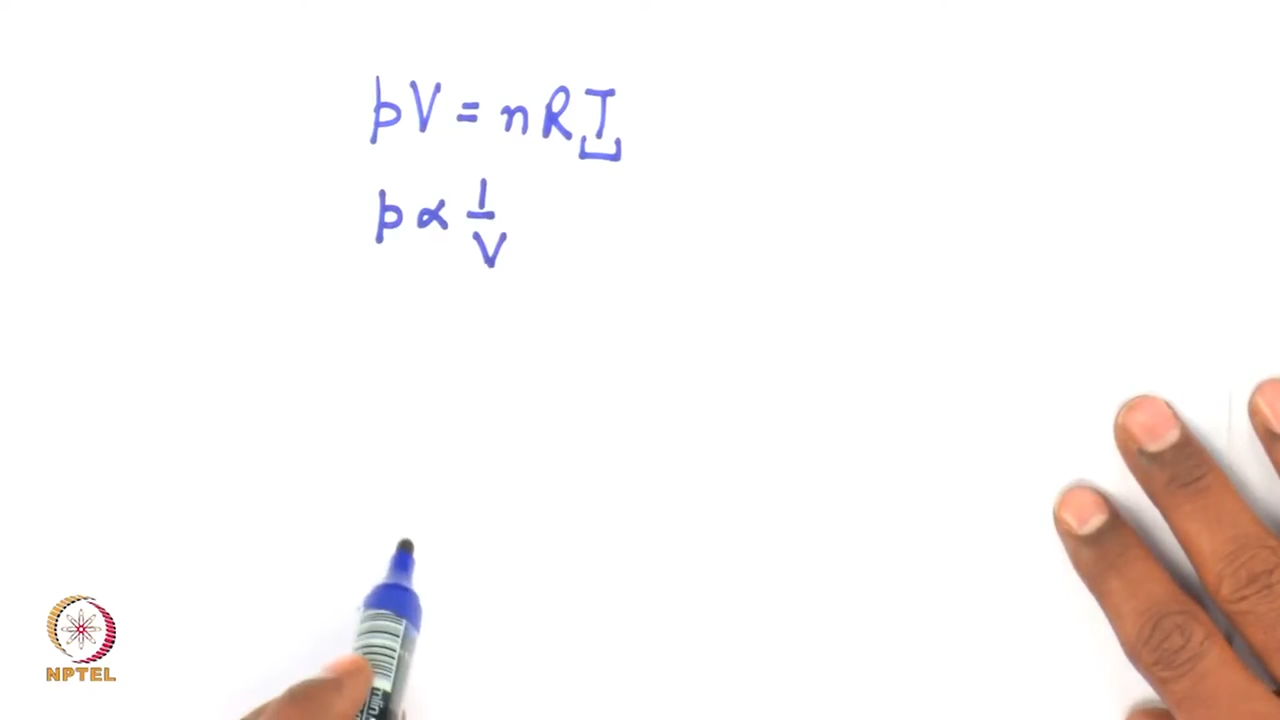 pV = nRT
p ∝ 1/V
NPTEL